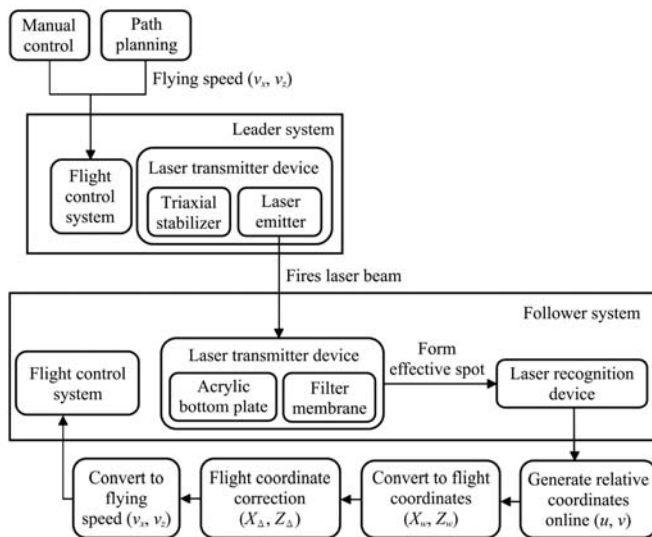 Manual
control
Path
planning
Flying speed (vx, vz)
Leader system
Flight
control
system
Laser transmitter device
Triaxial
stabilizer
Laser
emitter
Fires laser beam
Follower system
Flight control
system
Laser transmitter device
Acrylic
bottom plate
Filter
membrane
Form
effective spot
Laser recognition
device
Convert to
flying
speed (vx, vz)
Flight coordinate
correction
(XΔ, ZΔ)
Convert to flight
coordinates
(Xw, Zw)
Generate relative
coordinates
online (u, v)